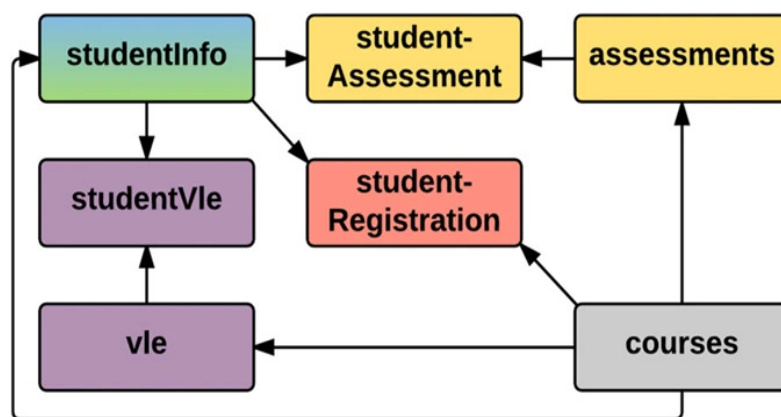 studentInfo
student-
Assessment
assessments
studentVle
student-
Registration
vle
courses